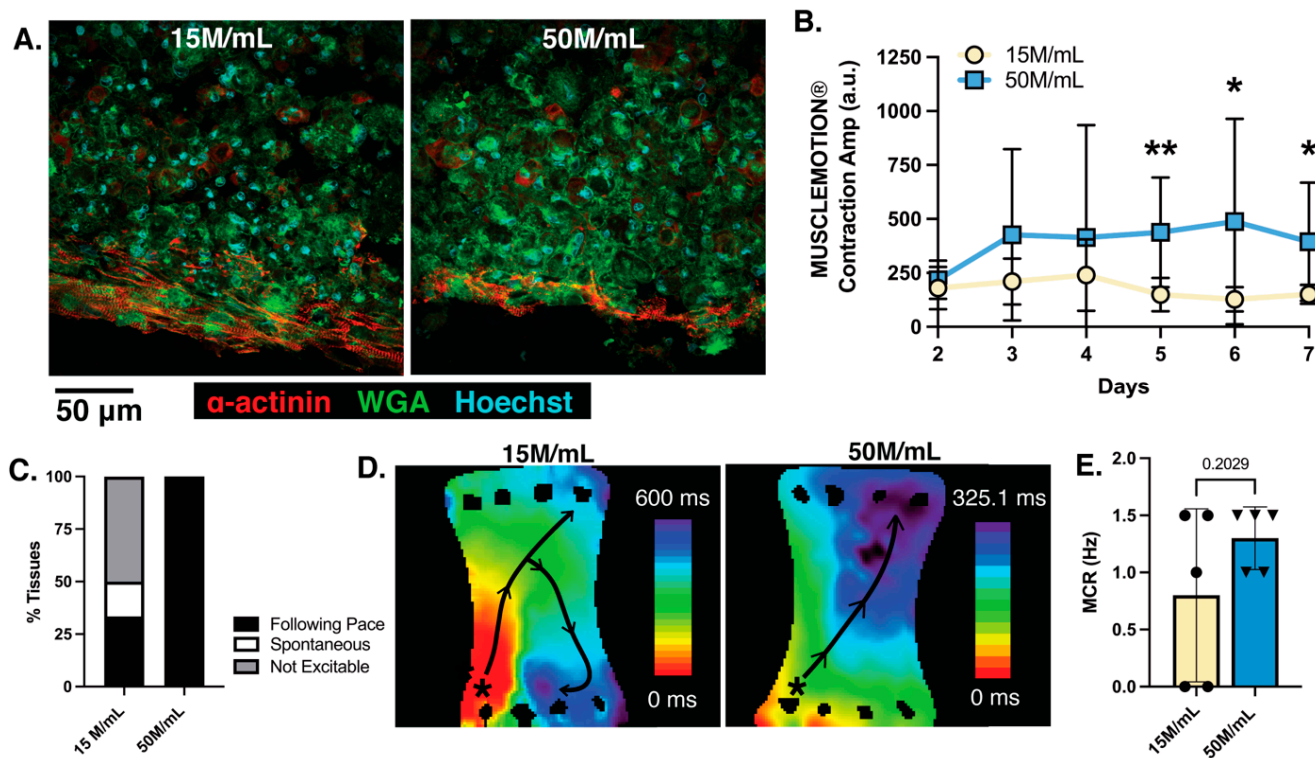 A.
15M/mL
50M/mL
50 µm
α-actinin WGA Hoechst
B.
15M/mL
50M/mL
MUSCLEMOTION®
Contraction Amp (a.u.)
1250
1000
750
500
250
0
*
**
*
2 3 4 5 6 7
Days
C.
% Tissues
100
75
50
25
0
15 M/mL
50M/mL
Following Pace
Spontaneous
Not Excitable
D.
15M/mL
50M/mL
600 ms
0 ms
*
325.1 ms
0 ms
*
E.
MCR (Hz)
2.0
1.5
1.0
0.5
0.0
0.2029
15M/mL
50M/mL